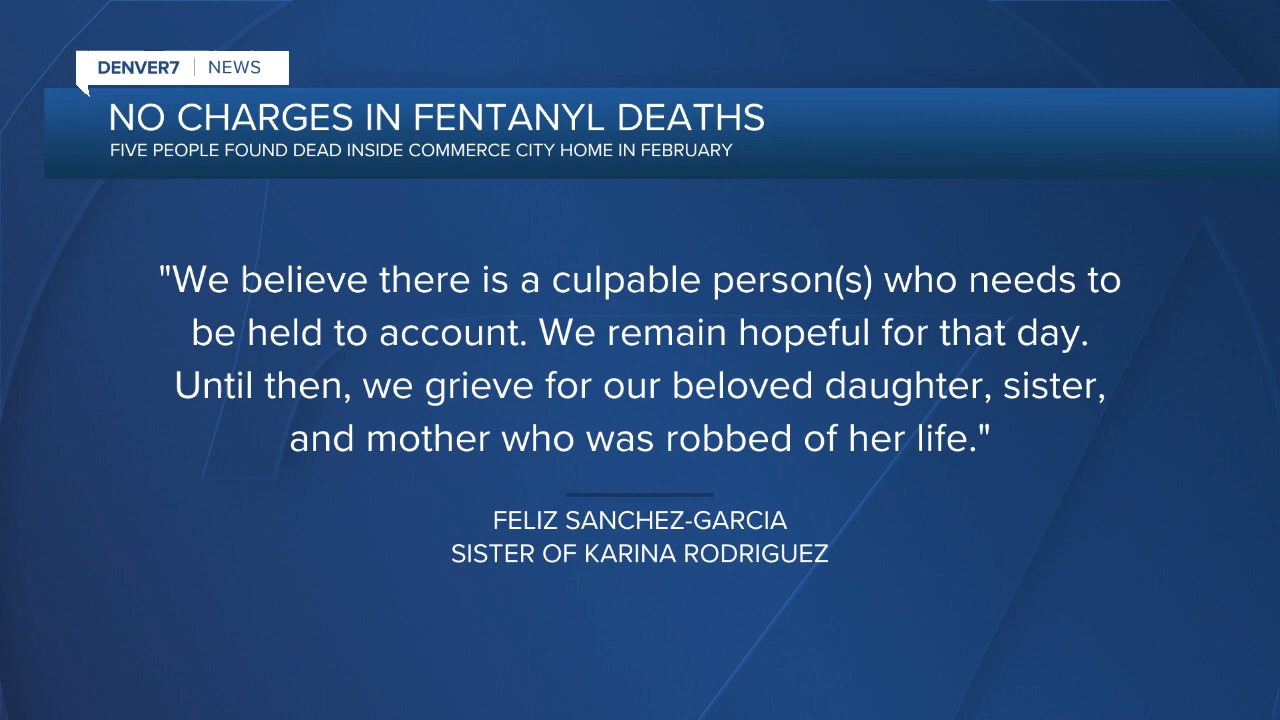 DENVER7 | NEWS
NO CHARGES IN FENTANYL DEATHS
FIVE PEOPLE FOUND DEAD INSIDE COMMERCE CITY HOME IN FEBRUARY
"We believe there is a culpable person(s) who needs to
be held to account. We remain hopeful for that day.
Until then, we grieve for our beloved daughter, sister,
and mother who was robbed of her life."
FELIZ SANCHEZ-GARCIA
SISTER OF KARINA RODRIGUEZ